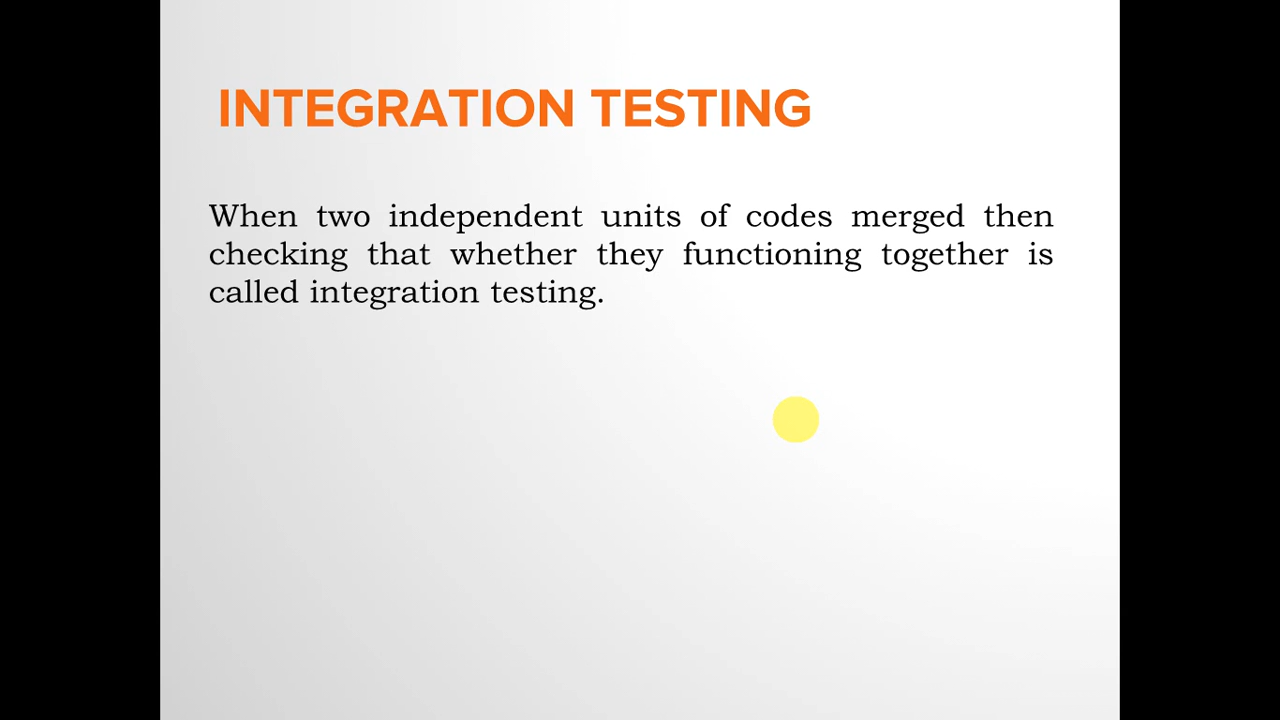 INTEGRATION TESTING
When two independent units of codes merged then
checking that whether they functioning together is
called integration testing.